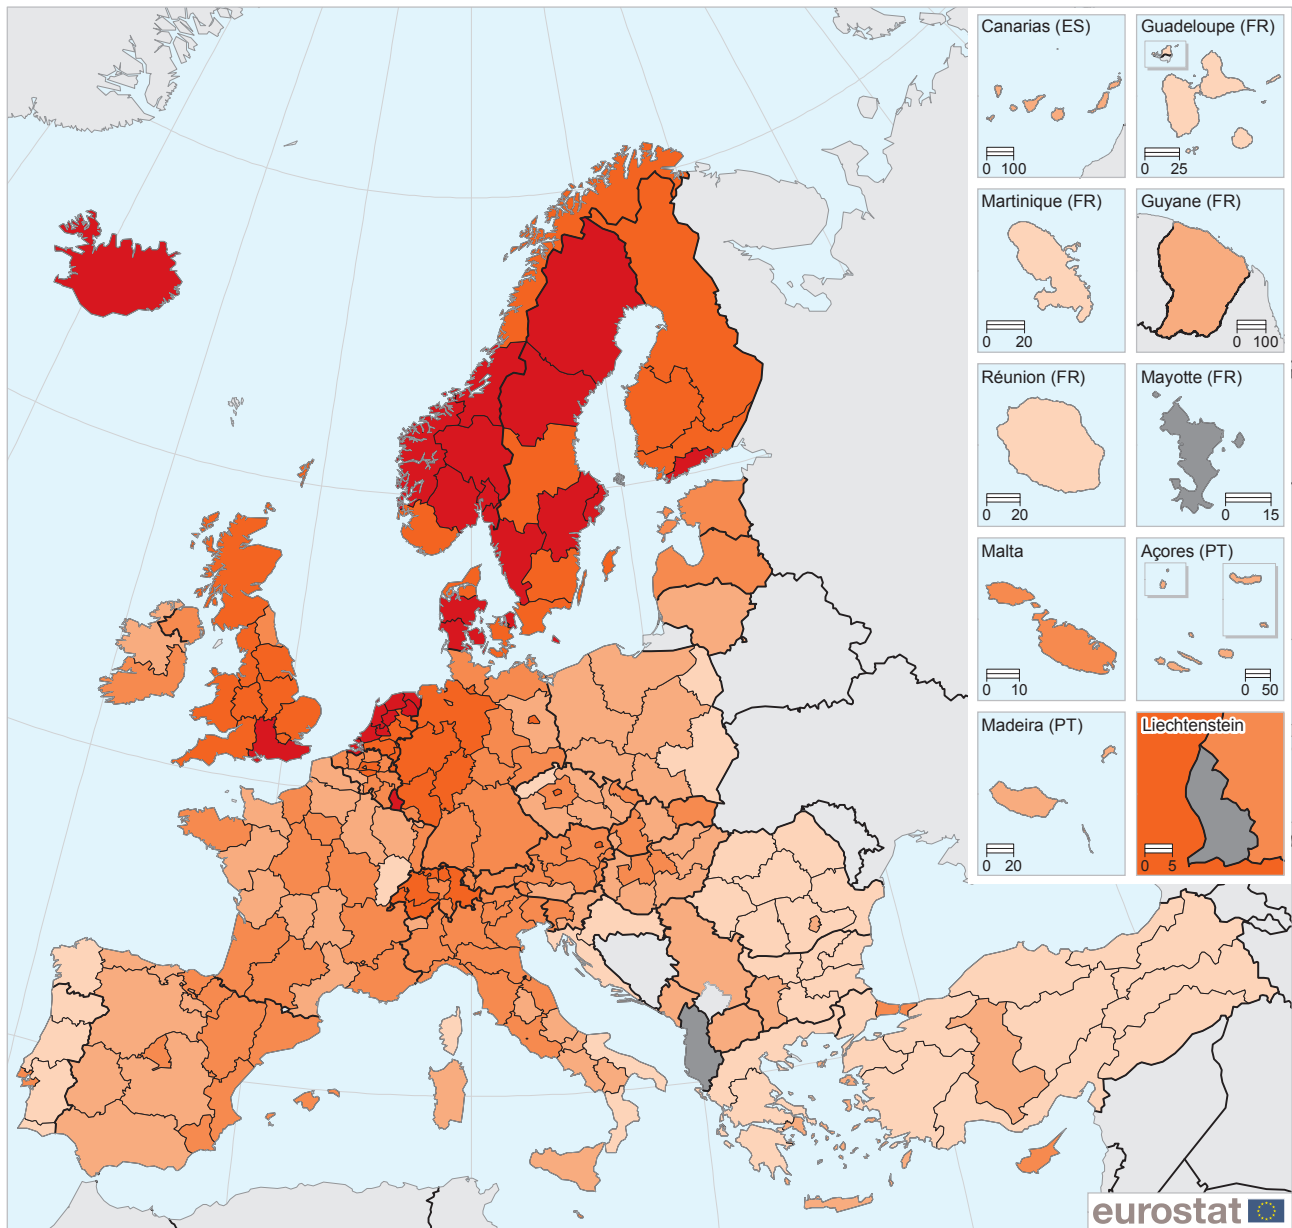 Canarias (ES)
0 100
Guadeloupe (FR)
0 25
Martinique (FR)
0 20
Guyane (FR)
0 100
Réunion (FR)
0 20
Mayotte (FR)
0 15
Malta
0 10
Açores (PT)
0 50
Madeira (PT)
0 20
Liechtenstein
0 5
eurostat